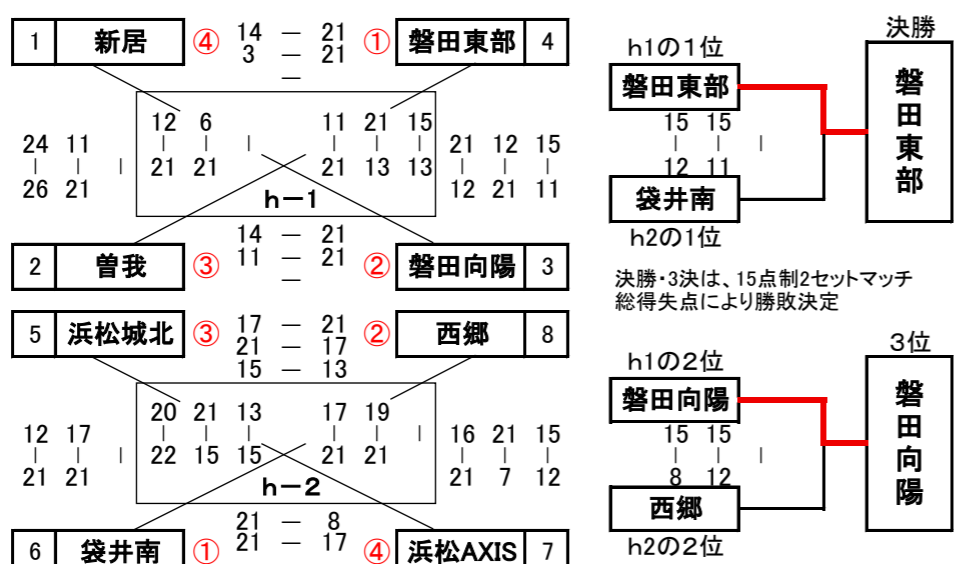 1 新居 ④ 14 — 21 ① 磐田東部 4
3 — 21
—
12 6 11 21 15
24 11 | | | | | | 21 12 15
| | | 21 21 21 13 13 | | |
26 21 12 21 11
h-1
14 — 21
2 曽我 ③ 11 — 21 ② 磐田向陽 3
—
5 浜松城北 ③ 17 — 21 ② 西郷 8
21 — 17
15 — 13
20 21 13 17 19
12 17 | | | | | | 16 21 15
| | | 22 15 15 21 21 | | |
21 21 21 7 12
h-2
21 — 8
6 袋井南 ① 21 — 17 ④ 浜松AXIS 7
決勝
h1の1位
磐田東部
15 15
| | |
12 11
袋井南
h2の1位
磐田東部
決勝・3決は、15点制2セットマッチ
総得失点により勝敗決定
3位
h1の2位
磐田向陽
15 15
| | |
8 12
西郷
h2の2位
磐田向陽